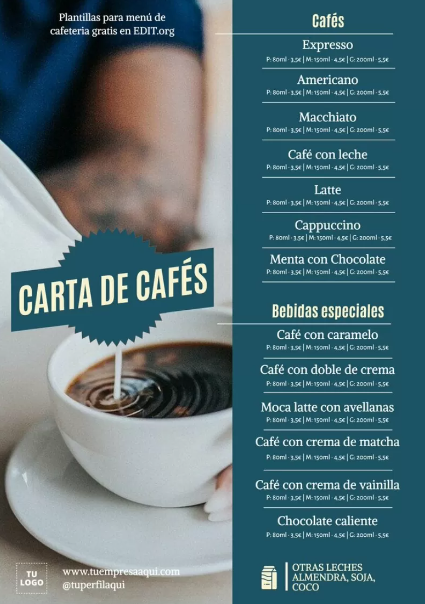 Plantillas para menú de
cafeteria gratis en EDIT.org
CARTA DE CAFÉS
Cafés
Expresso
P: 80ml · 3,5€ | M: 150ml · 4,5€ | G: 200ml · 5,5€
Americano
P: 80ml · 3,5€ | M: 150ml · 4,5€ | G: 200ml · 5,5€
Macchiato
P: 80ml · 3,5€ | M: 150ml · 4,5€ | G: 200ml · 5,5€
Café con leche
P: 80ml · 3,5€ | M: 150ml · 4,5€ | G: 200ml · 5,5€
Latte
P: 80ml · 3,5€ | M: 150ml · 4,5€ | G: 200ml · 5,5€
Cappuccino
P: 80ml · 3,5€ | M: 150ml · 4,5€ | G: 200ml · 5,5€
Menta con Chocolate
P: 80ml · 3,5€ | M: 150ml · 4,5€ | G: 200ml · 5,5€
Bebidas especiales
Café con caramelo
P: 80ml · 3,5€ | M: 150ml · 4,5€ | G: 200ml · 5,5€
Café con doble de crema
P: 80ml · 3,5€ | M: 150ml · 4,5€ | G: 200ml · 5,5€
Moca latte con avellanas
P: 80ml · 3,5€ | M: 150ml · 4,5€ | G: 200ml · 5,5€
Café con crema de matcha
P: 80ml · 3,5€ | M: 150ml · 4,5€ | G: 200ml · 5,5€
Café con crema de vainilla
P: 80ml · 3,5€ | M: 150ml · 4,5€ | G: 200ml · 5,5€
Chocolate caliente
P: 80ml · 3,5€ | M: 150ml · 4,5€ | G: 200ml · 5,5€
OTRAS LECHES
ALMENDRA, SOJA,
COCO
TU
LOGO
www.tuempresaaqui.com
@tuperfilaqui